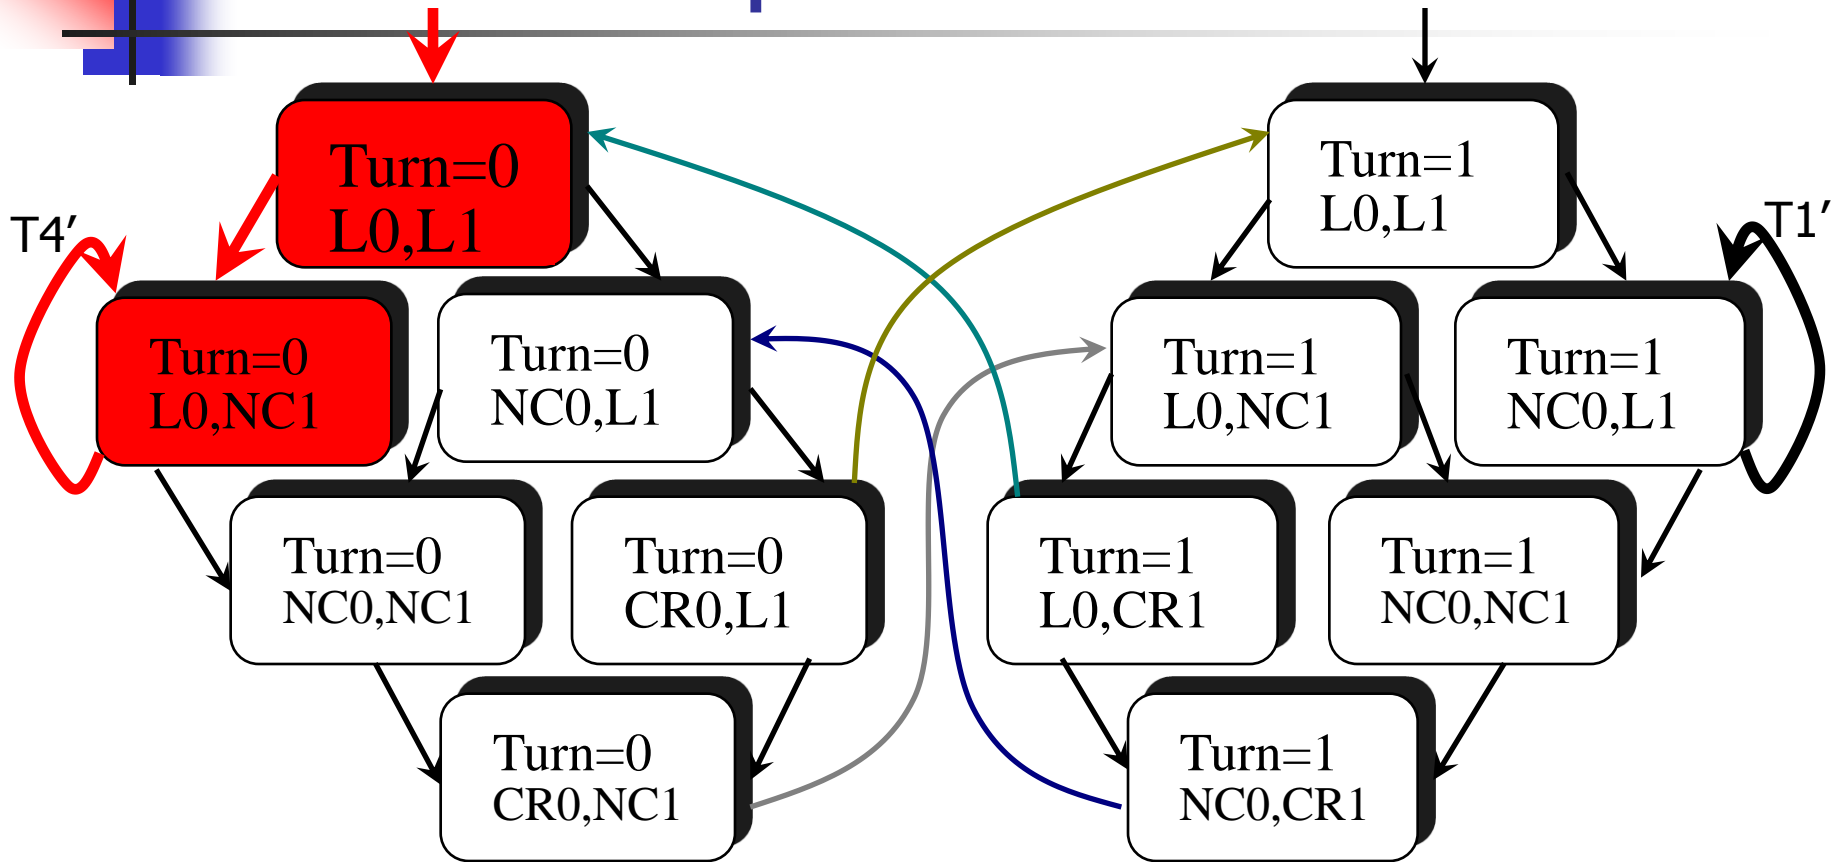 Turn=0
L0,L1
Turn=1
L0,L1
T4’
T1’
Turn=0
L0,NC1
Turn=0
NC0,L1
Turn=1
L0,NC1
Turn=1
NC0,L1
Turn=0
NC0,NC1
Turn=0
CR0,L1
Turn=1
L0,CR1
Turn=1
NC0,NC1
Turn=0
CR0,NC1
Turn=1
NC0,CR1